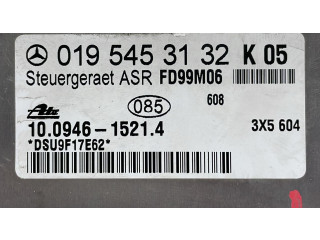 019 545 31 32 K 05
Steuergeraet ASR FD99M06
Ate 085 608
10.0946-1521.4 3X5 604
*DSU9F17E62*